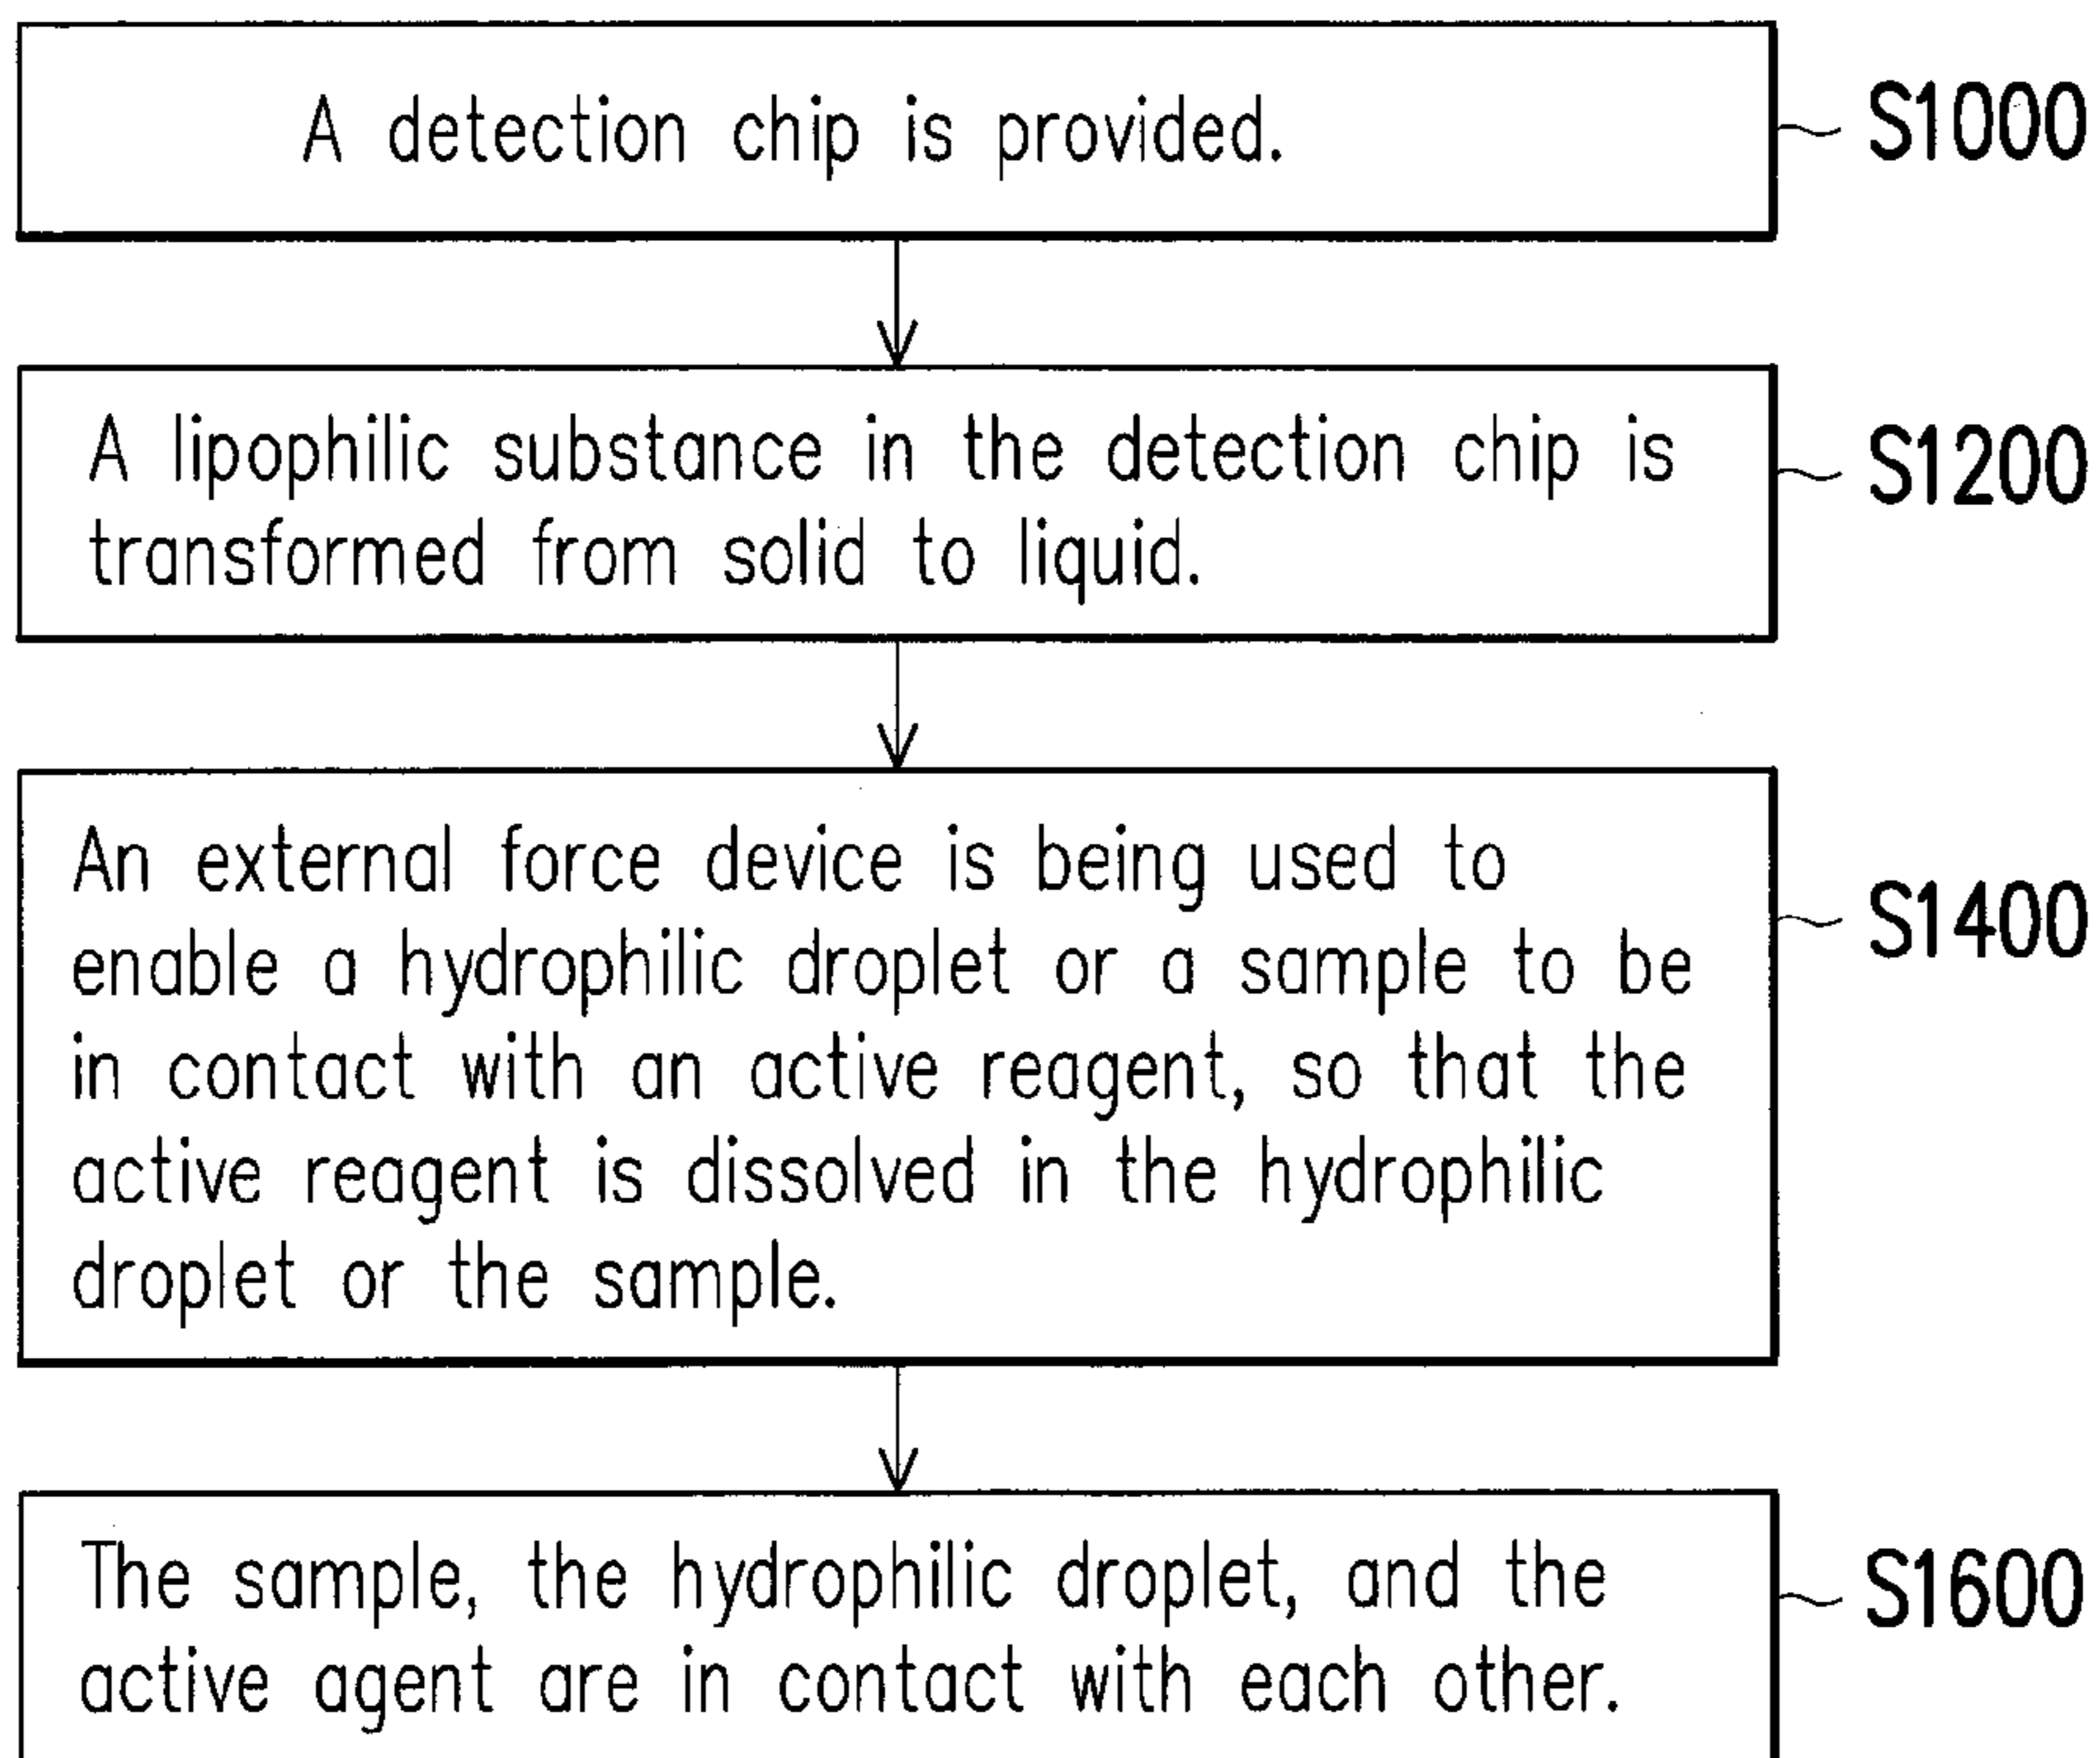 A detection chip is provided.
S1000
A lipophilic substance in the detection chip is
transformed from solid to liquid.
S1200
An external force device is being used to
enable a hydrophilic droplet or a sample to be
in contact with an active reagent, so that the
active reagent is dissolved in the hydrophilic
droplet or the sample.
S1400
The sample, the hydrophilic droplet, and the
active agent are in contact with each other.
S1600